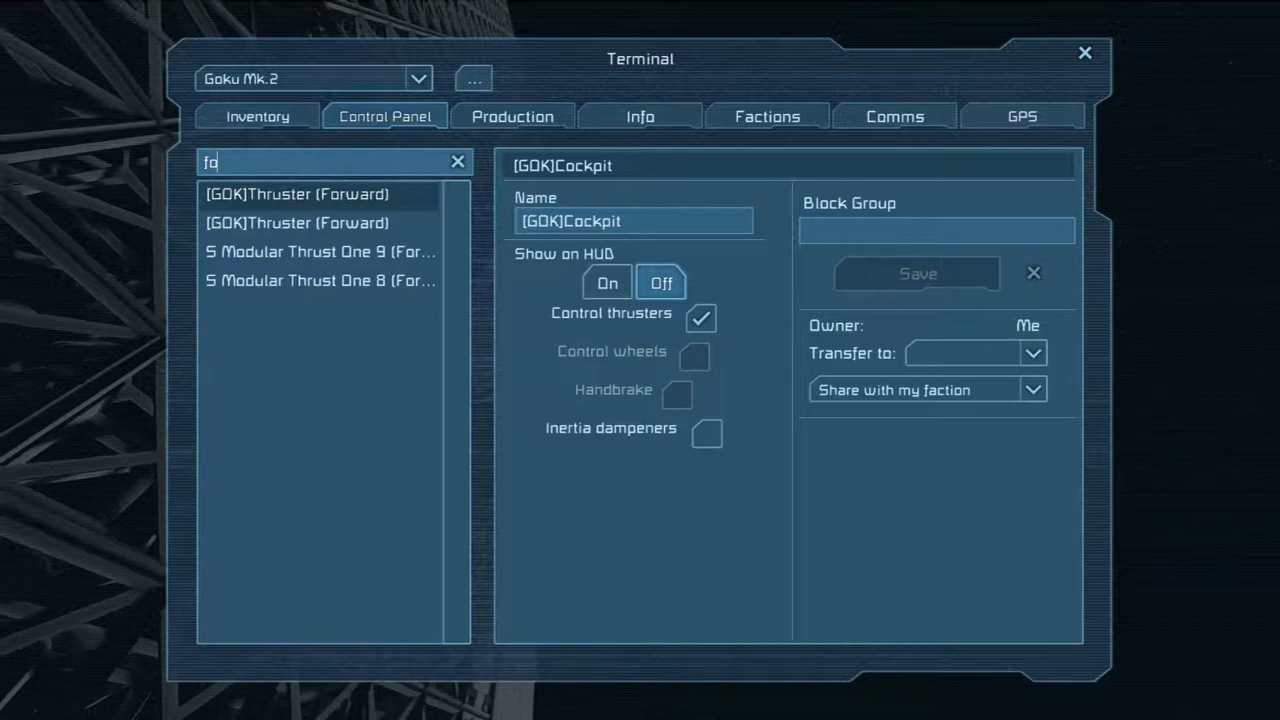 Terminal
Goku Mk.2
...
Inventory
Control Panel
Production
Info
Factions
Comms
GPS
fo
[GOK]Thruster (Forward)
[GOK]Thruster (Forward)
S Modular Thrust One 9 (For...
S Modular Thrust One 8 (For...
[GOK]Cockpit
Name
[GOK]Cockpit
Show on HUD
On
Off
Control thrusters
Control wheels
Handbrake
Inertia dampeners
Block Group
Save
Owner: Me
Transfer to:
Share with my faction